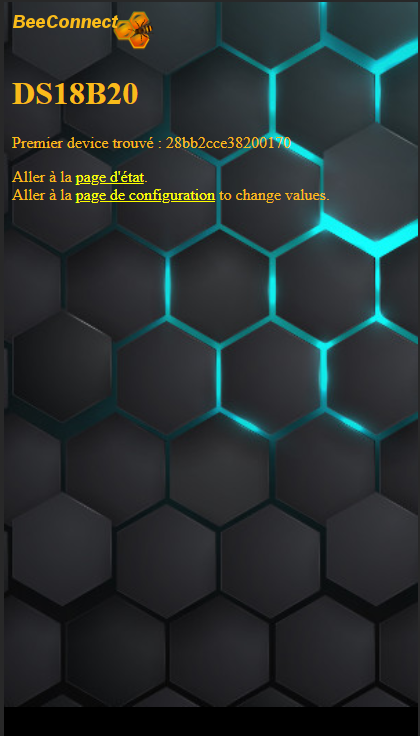 BeeConnect
DS18B20
Premier device trouvé : 28bb2cce38200170
Aller à la page d'état.
Aller à la page de configuration to change values.